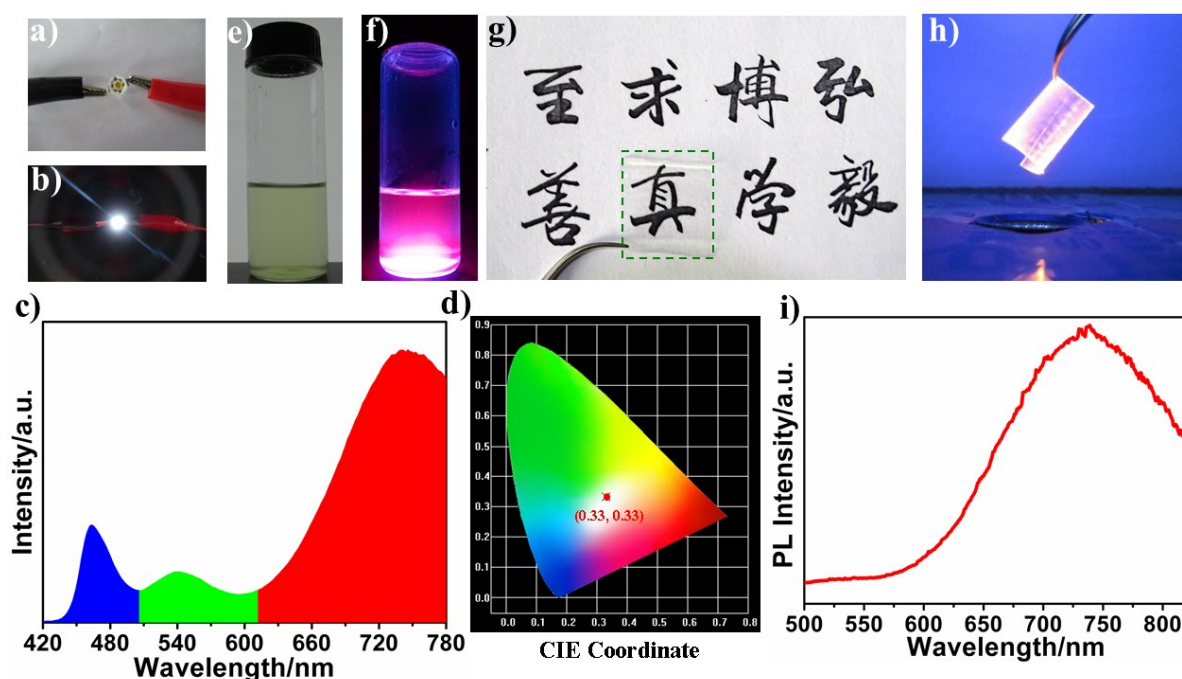 a)
b)
e)
f)
g)
至 求 博 弘
善 真 学 毅
h)
c)
Intensity/a.u.
420 480 540 600 660 720 780
Wavelength/nm
d)
0.9
0.8
0.7
0.6
0.5
0.4
0.3
0.2
0.1
0.0
(0.33, 0.33)
0.0 0.1 0.2 0.3 0.4 0.5 0.6 0.7 0.8
CIE Coordinate
i)
PL Intensity/a.u.
500 550 600 650 700 750 800
Wavelength/nm